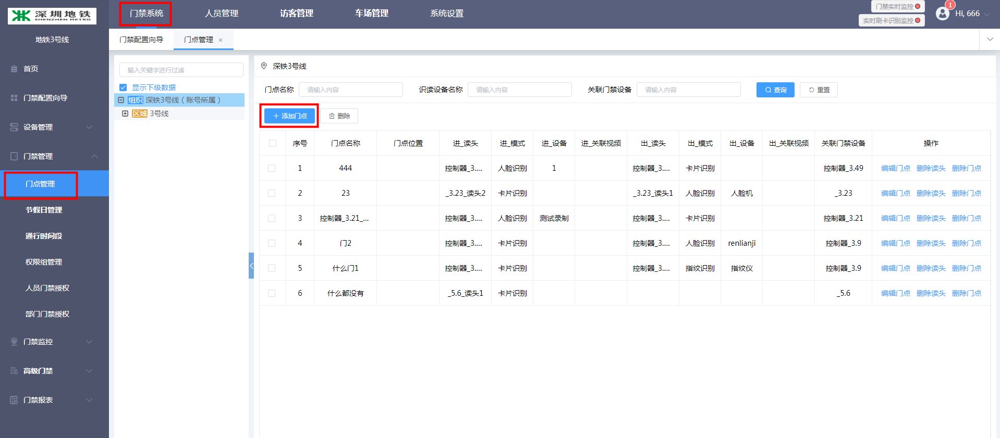 深圳地铁
SHENZHEN METRO
地铁3号线
门禁系统 人员管理 访客管理 车场管理 系统设置
门禁实时监控
实时刷卡识别监控
1
Hi, 666
门禁配置向导 门点管理 ×
首页
门禁配置向导
设备管理
门禁管理
门点管理
节假日管理
通行时间段
权限组管理
人员门禁授权
部门门禁授权
门禁监控
高级门禁
门禁报表
输入关键字进行过滤
显示下级数据
组织 深铁3号线（账号所属）
区域 3号线
深铁3号线
门点名称 请输入内容 识读设备名称 请输入内容 关联门禁设备 请输入内容 查询 重置
添加门点 删除
序号 门点名称 门点位置 进_读头 进_模式 进_设备 进_关联视频 出_读头 出_模式 出_设备 出_关联视频 关联门禁设备 操作
1 444 控制器_3.... 人脸识别 1 控制器_3.... 卡片识别 控制器_3.49 编辑门点 删除读头 删除门点
2 23 _3.23_读头2 卡片识别 _3.23_读头1 人脸识别 人脸机 _3.23 编辑门点 删除读头 删除门点
3 控制器_3.21_... 控制器_3.... 人脸识别 测试录制 控制器_3.... 卡片识别 控制器_3.21 编辑门点 删除读头 删除门点
4 门2 控制器_3.... 卡片识别 控制器_3.... 人脸识别 renlianji 控制器_3.9 编辑门点 删除读头 删除门点
5 什么门1 控制器_3.... 卡片识别 控制器_3.... 指纹识别 指纹仪 控制器_3.9 编辑门点 删除读头 删除门点
6 什么都没有 _5.6_读头1 卡片识别 _5.6 编辑门点 删除读头 删除门点